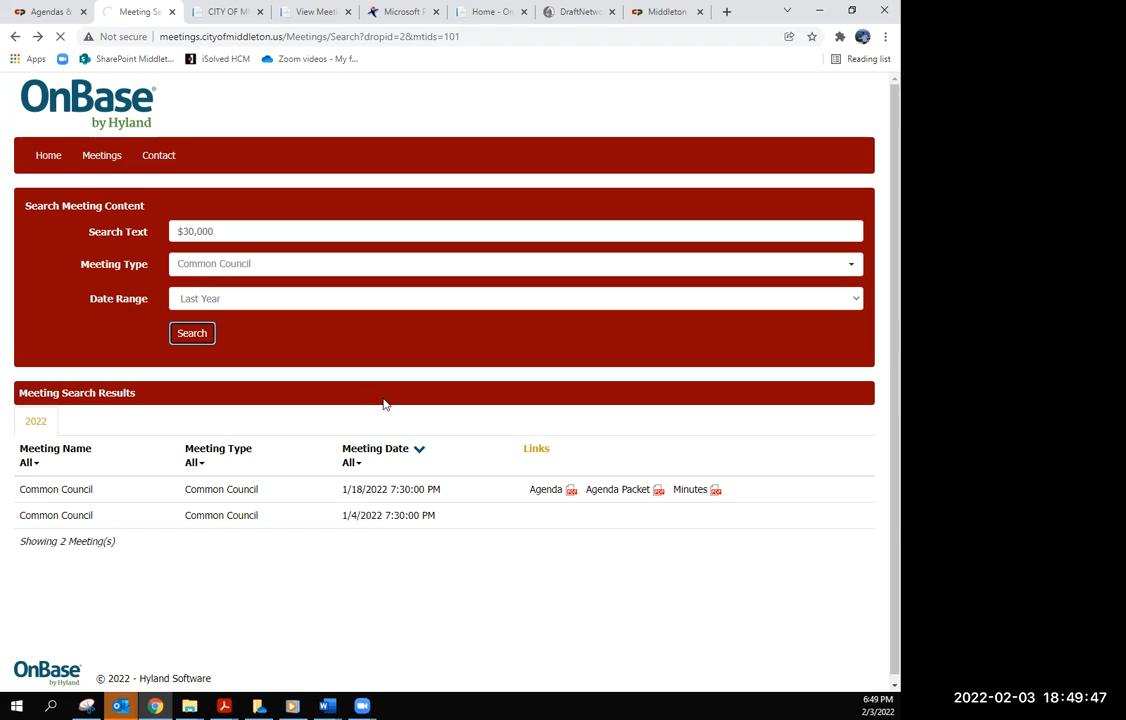 Agendas &
Meeting Se
CITY OF M
View Meeti
Microsoft F
Home - On
DraftNetwo
Middleton
Not secure
meetings.cityofmiddleton.us/Meetings/Search?dropid=2&mtids=101
Apps
SharePoint Middlet...
iSolved HCM
Zoom videos - My f...
Reading list
OnBase
by Hyland
Home
Meetings
Contact
Search Meeting Content
Search Text
$30,000
Meeting Type
Common Council
Date Range
Last Year
Search
Meeting Search Results
2022
Meeting Name
Meeting Type
Meeting Date
Links
All
All
All
Common Council Common Council 1/18/2022 7:30:00 PM Agenda Agenda Packet Minutes
Common Council Common Council 1/4/2022 7:30:00 PM
Showing 2 Meeting(s)
OnBase
by Hyland
© 2022 - Hyland Software
6:49 PM
2/3/2022
2022-02-03 18:49:47